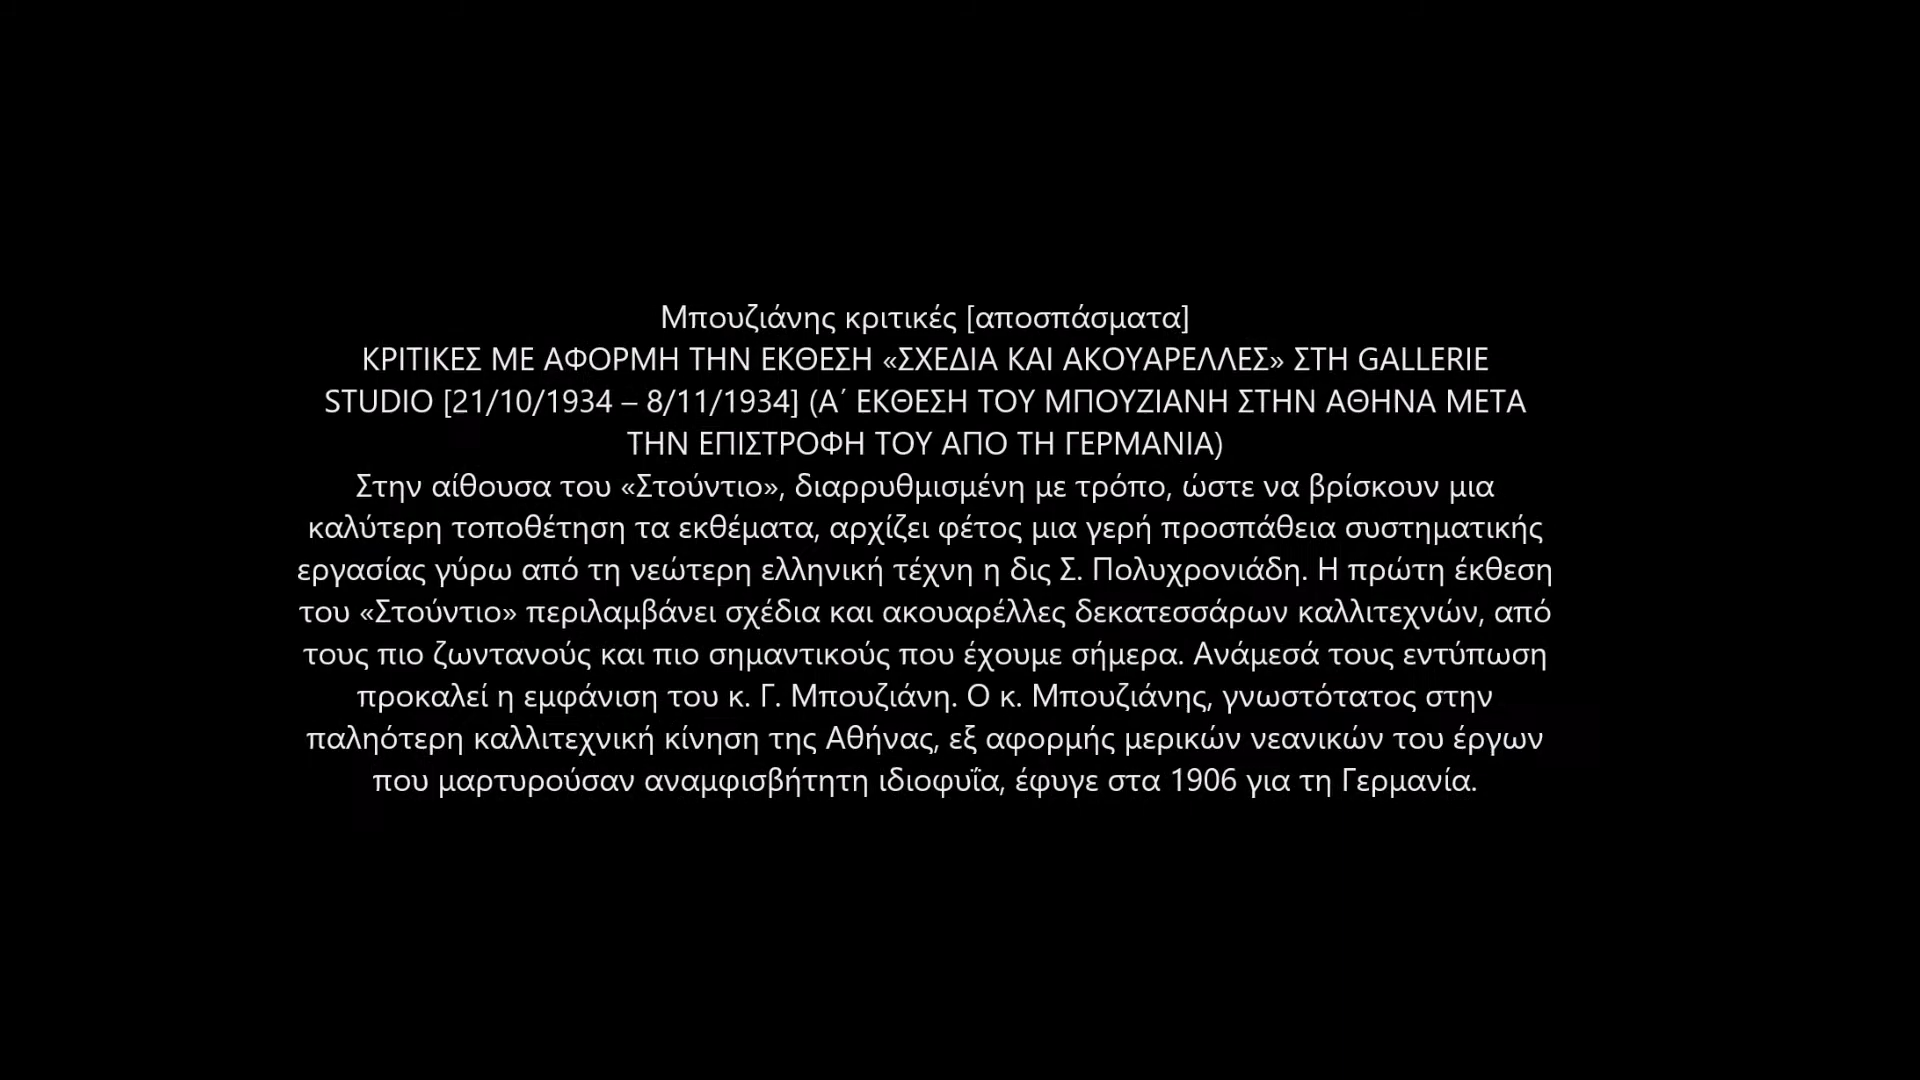 Μπουζιάνης κριτικές [αποσπάσματα]
ΚΡΙΤΙΚΕΣ ΜΕ ΑΦΟΡΜΗ ΤΗΝ ΕΚΘΕΣΗ «ΣΧΕΔΙΑ ΚΑΙ ΑΚΟΥΑΡΕΛΛΕΣ» ΣΤΗ GALLERIE
STUDIO [21/10/1934 – 8/11/1934] (Α΄ ΕΚΘΕΣΗ ΤΟΥ ΜΠΟΥΖΙΑΝΗ ΣΤΗΝ ΑΘΗΝΑ ΜΕΤΑ
ΤΗΝ ΕΠΙΣΤΡΟΦΗ ΤΟΥ ΑΠΟ ΤΗ ΓΕΡΜΑΝΙΑ)
Στην αίθουσα του «Στούντιο», διαρρυθμισμένη με τρόπο, ώστε να βρίσκουν μια
καλύτερη τοποθέτηση τα εκθέματα, αρχίζει φέτος μια γερή προσπάθεια συστηματικής
εργασίας γύρω από τη νεώτερη ελληνική τέχνη η δις Σ. Πολυχρονιάδη. Η πρώτη έκθεση
του «Στούντιο» περιλαμβάνει σχέδια και ακουαρέλλες δεκατεσσάρων καλλιτεχνών, από
τους πιο ζωντανούς και πιο σημαντικούς που έχουμε σήμερα. Ανάμεσά τους εντύπωση
προκαλεί η εμφάνιση του κ. Γ. Μπουζιάνη. Ο κ. Μπουζιάνης, γνωστότατος στην
παληότερη καλλιτεχνική κίνηση της Αθήνας, εξ αφορμής μερικών νεανικών του έργων
που μαρτυρούσαν αναμφισβήτητη ιδιοφυΐα, έφυγε στα 1906 για τη Γερμανία.